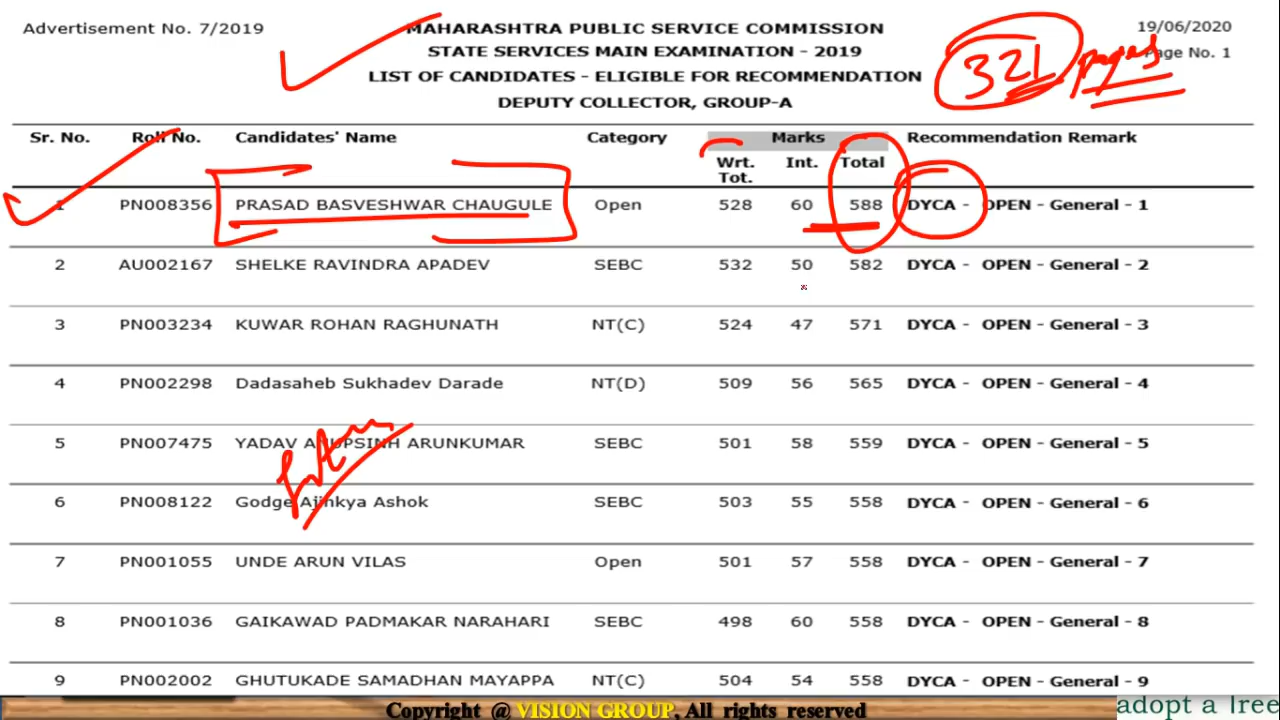 Advertisement No. 7/2019
MAHARASHTRA PUBLIC SERVICE COMMISSION
19/06/2020
STATE SERVICES MAIN EXAMINATION - 2019
Page No. 1
LIST OF CANDIDATES - ELIGIBLE FOR RECOMMENDATION
321 pages
DEPUTY COLLECTOR, GROUP-A
Sr. No. Roll No. Candidates' Name Category Marks Recommendation Remark
Wrt. Tot. Int. Total
1 PN008356 PRASAD BASVESHWAR CHAUGULE Open 528 60 588 DYCA - OPEN - General - 1
2 AU002167 SHELKE RAVINDRA APADEV SEBC 532 50 582 DYCA - OPEN - General - 2
3 PN003234 KUWAR ROHAN RAGHUNATH NT(C) 524 47 571 DYCA - OPEN - General - 3
4 PN002298 Dadasaheb Sukhadev Darade NT(D) 509 56 565 DYCA - OPEN - General - 4
5 PN007475 YADAV ANUPSINH ARUNKUMAR SEBC 501 58 559 DYCA - OPEN - General - 5
6 PN008122 Godge Ajinkya Ashok SEBC 503 55 558 DYCA - OPEN - General - 6
7 PN001055 UNDE ARUN VILAS Open 501 57 558 DYCA - OPEN - General - 7
8 PN001036 GAIKAWAD PADMAKAR NARAHARI SEBC 498 60 558 DYCA - OPEN - General - 8
9 PN002002 GHUTUKADE SAMADHAN MAYAPPA NT(C) 504 54 558 DYCA - OPEN - General - 9
Copyright @ VISION GROUP, All rights reserved
adopt a Tree